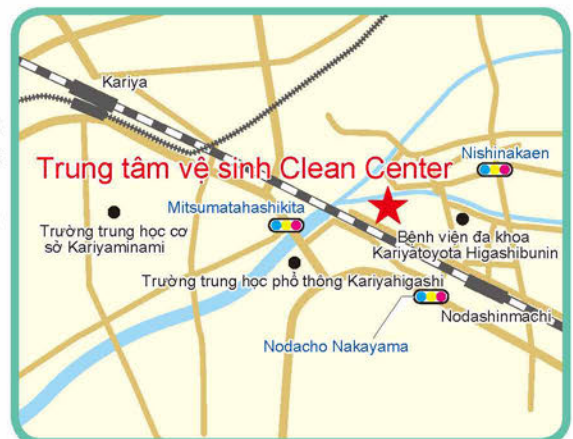 Kariya
Trung tâm vệ sinh Clean Center
Nishinakaen
Mitsumatahashikita
Trường trung học cơ
sở Kariyaminami
Bệnh viện đa khoa
Kariyatoyota Higashibunin
Trường trung học phổ thông Kariyahigashi
Nodashinmachi
Nodacho Nakayama